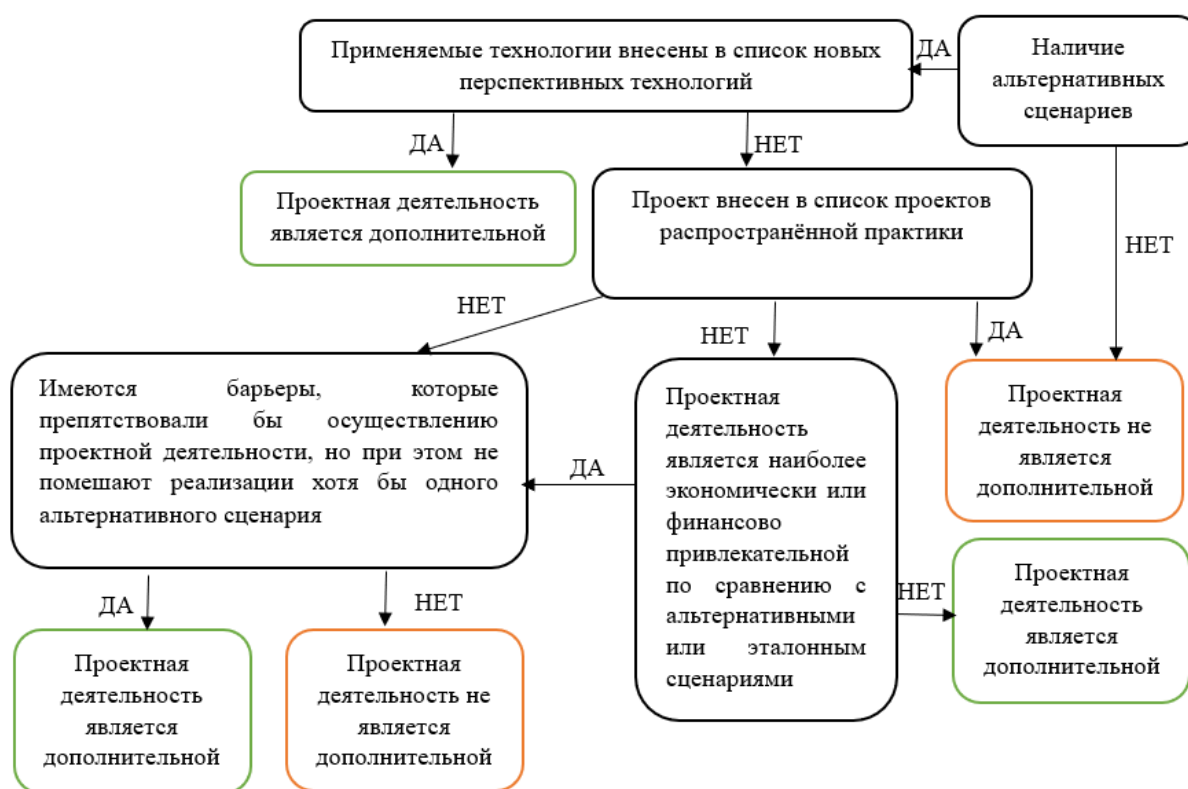 Применяемые технологии внесены в список новых
перспективных технологий
ДА
Наличие
альтернативных
сценариев
ДА
НЕТ
НЕТ
Проектная деятельность
является дополнительной
Проект внесен в список проектов
распространённой практики
НЕТ
НЕТ
ДА
Имеются барьеры, которые
препятствовали бы осуществлению
проектной деятельности, но при этом не
помешают реализации хотя бы одного
альтернативного сценария
ДА
Проектная
деятельность
является наиболее
экономически или
финансово
привлекательной
по сравнению с
альтернативными
или эталонным
сценариями
Проектная
деятельность не
является
дополнительной
НЕТ
Проектная
деятельность
является
дополнительной
ДА
НЕТ
Проектная
деятельность
является
дополнительной
Проектная
деятельность не
является
дополнительной